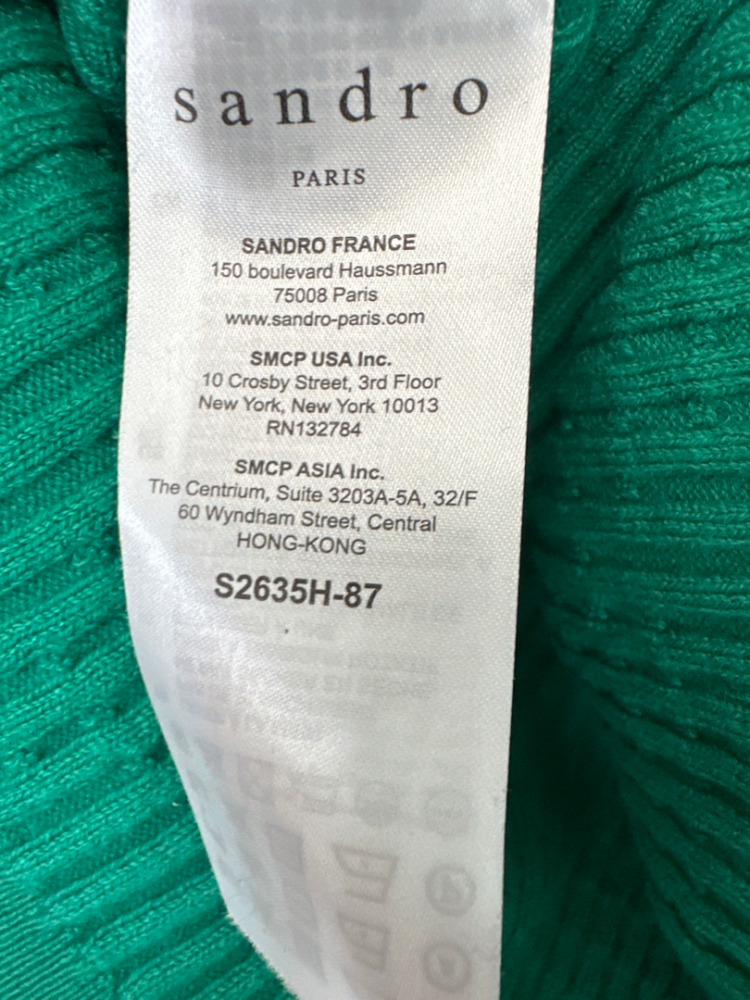 sandro
PARIS
SANDRO FRANCE
150 boulevard Haussmann
75008 Paris
www.sandro-paris.com
SMCP USA Inc.
10 Crosby Street, 3rd Floor
New York, New York 10013
RN132784
SMCP ASIA Inc.
The Centrium, Suite 3203A-5A, 32/F
60 Wyndham Street, Central
HONG-KONG
S2635H-87